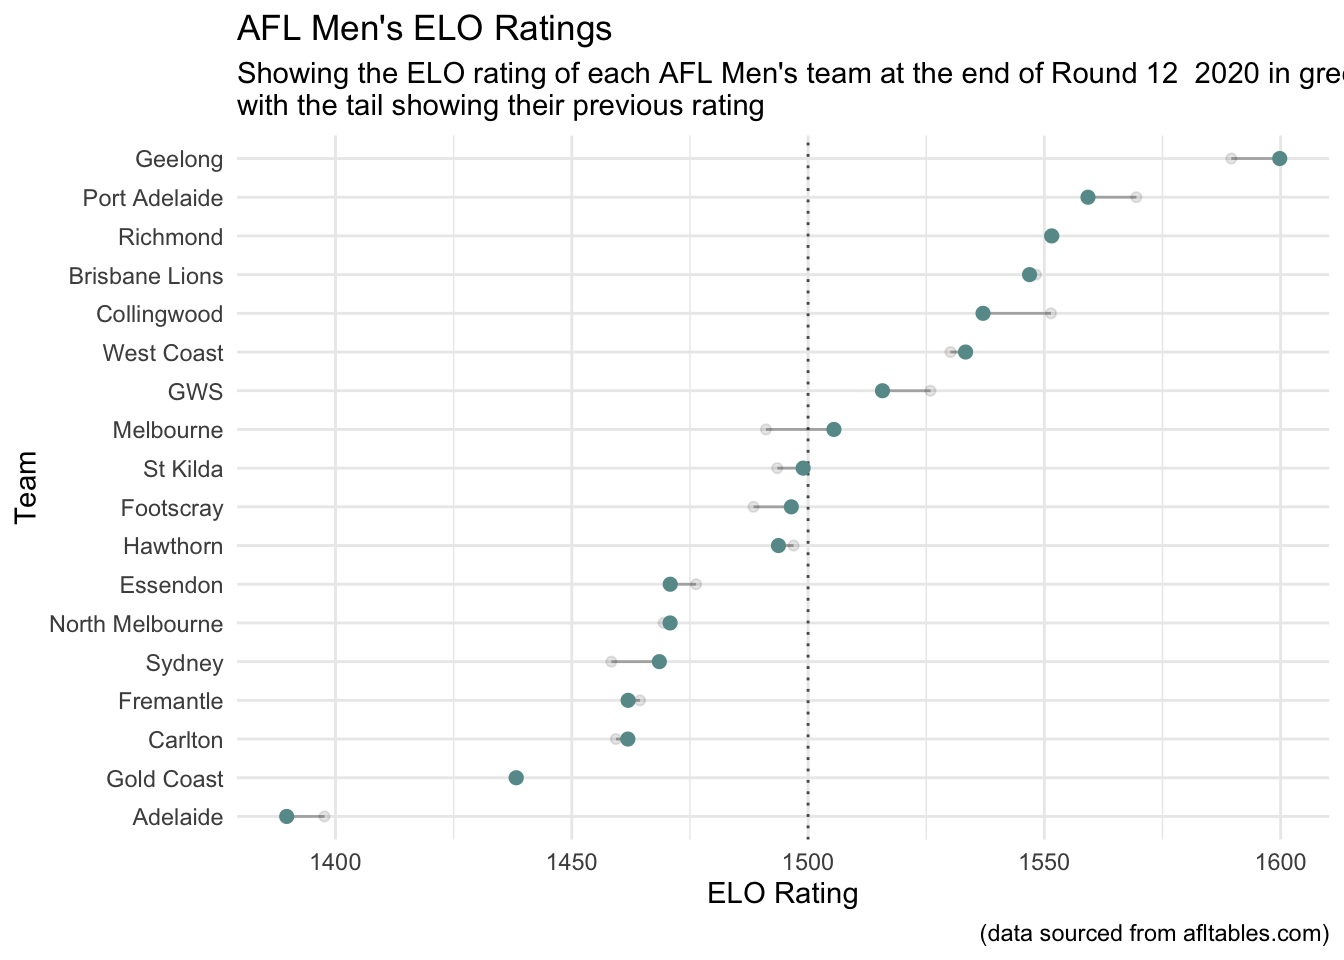 AFL Men's ELO Ratings
Showing the ELO rating of each AFL Men's team at the end of Round 12  2020 in
with the tail showing their previous rating
Geelong
Port Adelaide
Richmond
Brisbane Lions
Collingwood
West Coast
GWS
Melbourne
St Kilda
Footscray
Hawthorn
Essendon
North Melbourne
Sydney
Fremantle
Carlton
Gold Coast
Adelaide
Team
1400 1450 1500 1550 1600
ELO Rating
(data sourced from afltables.com)